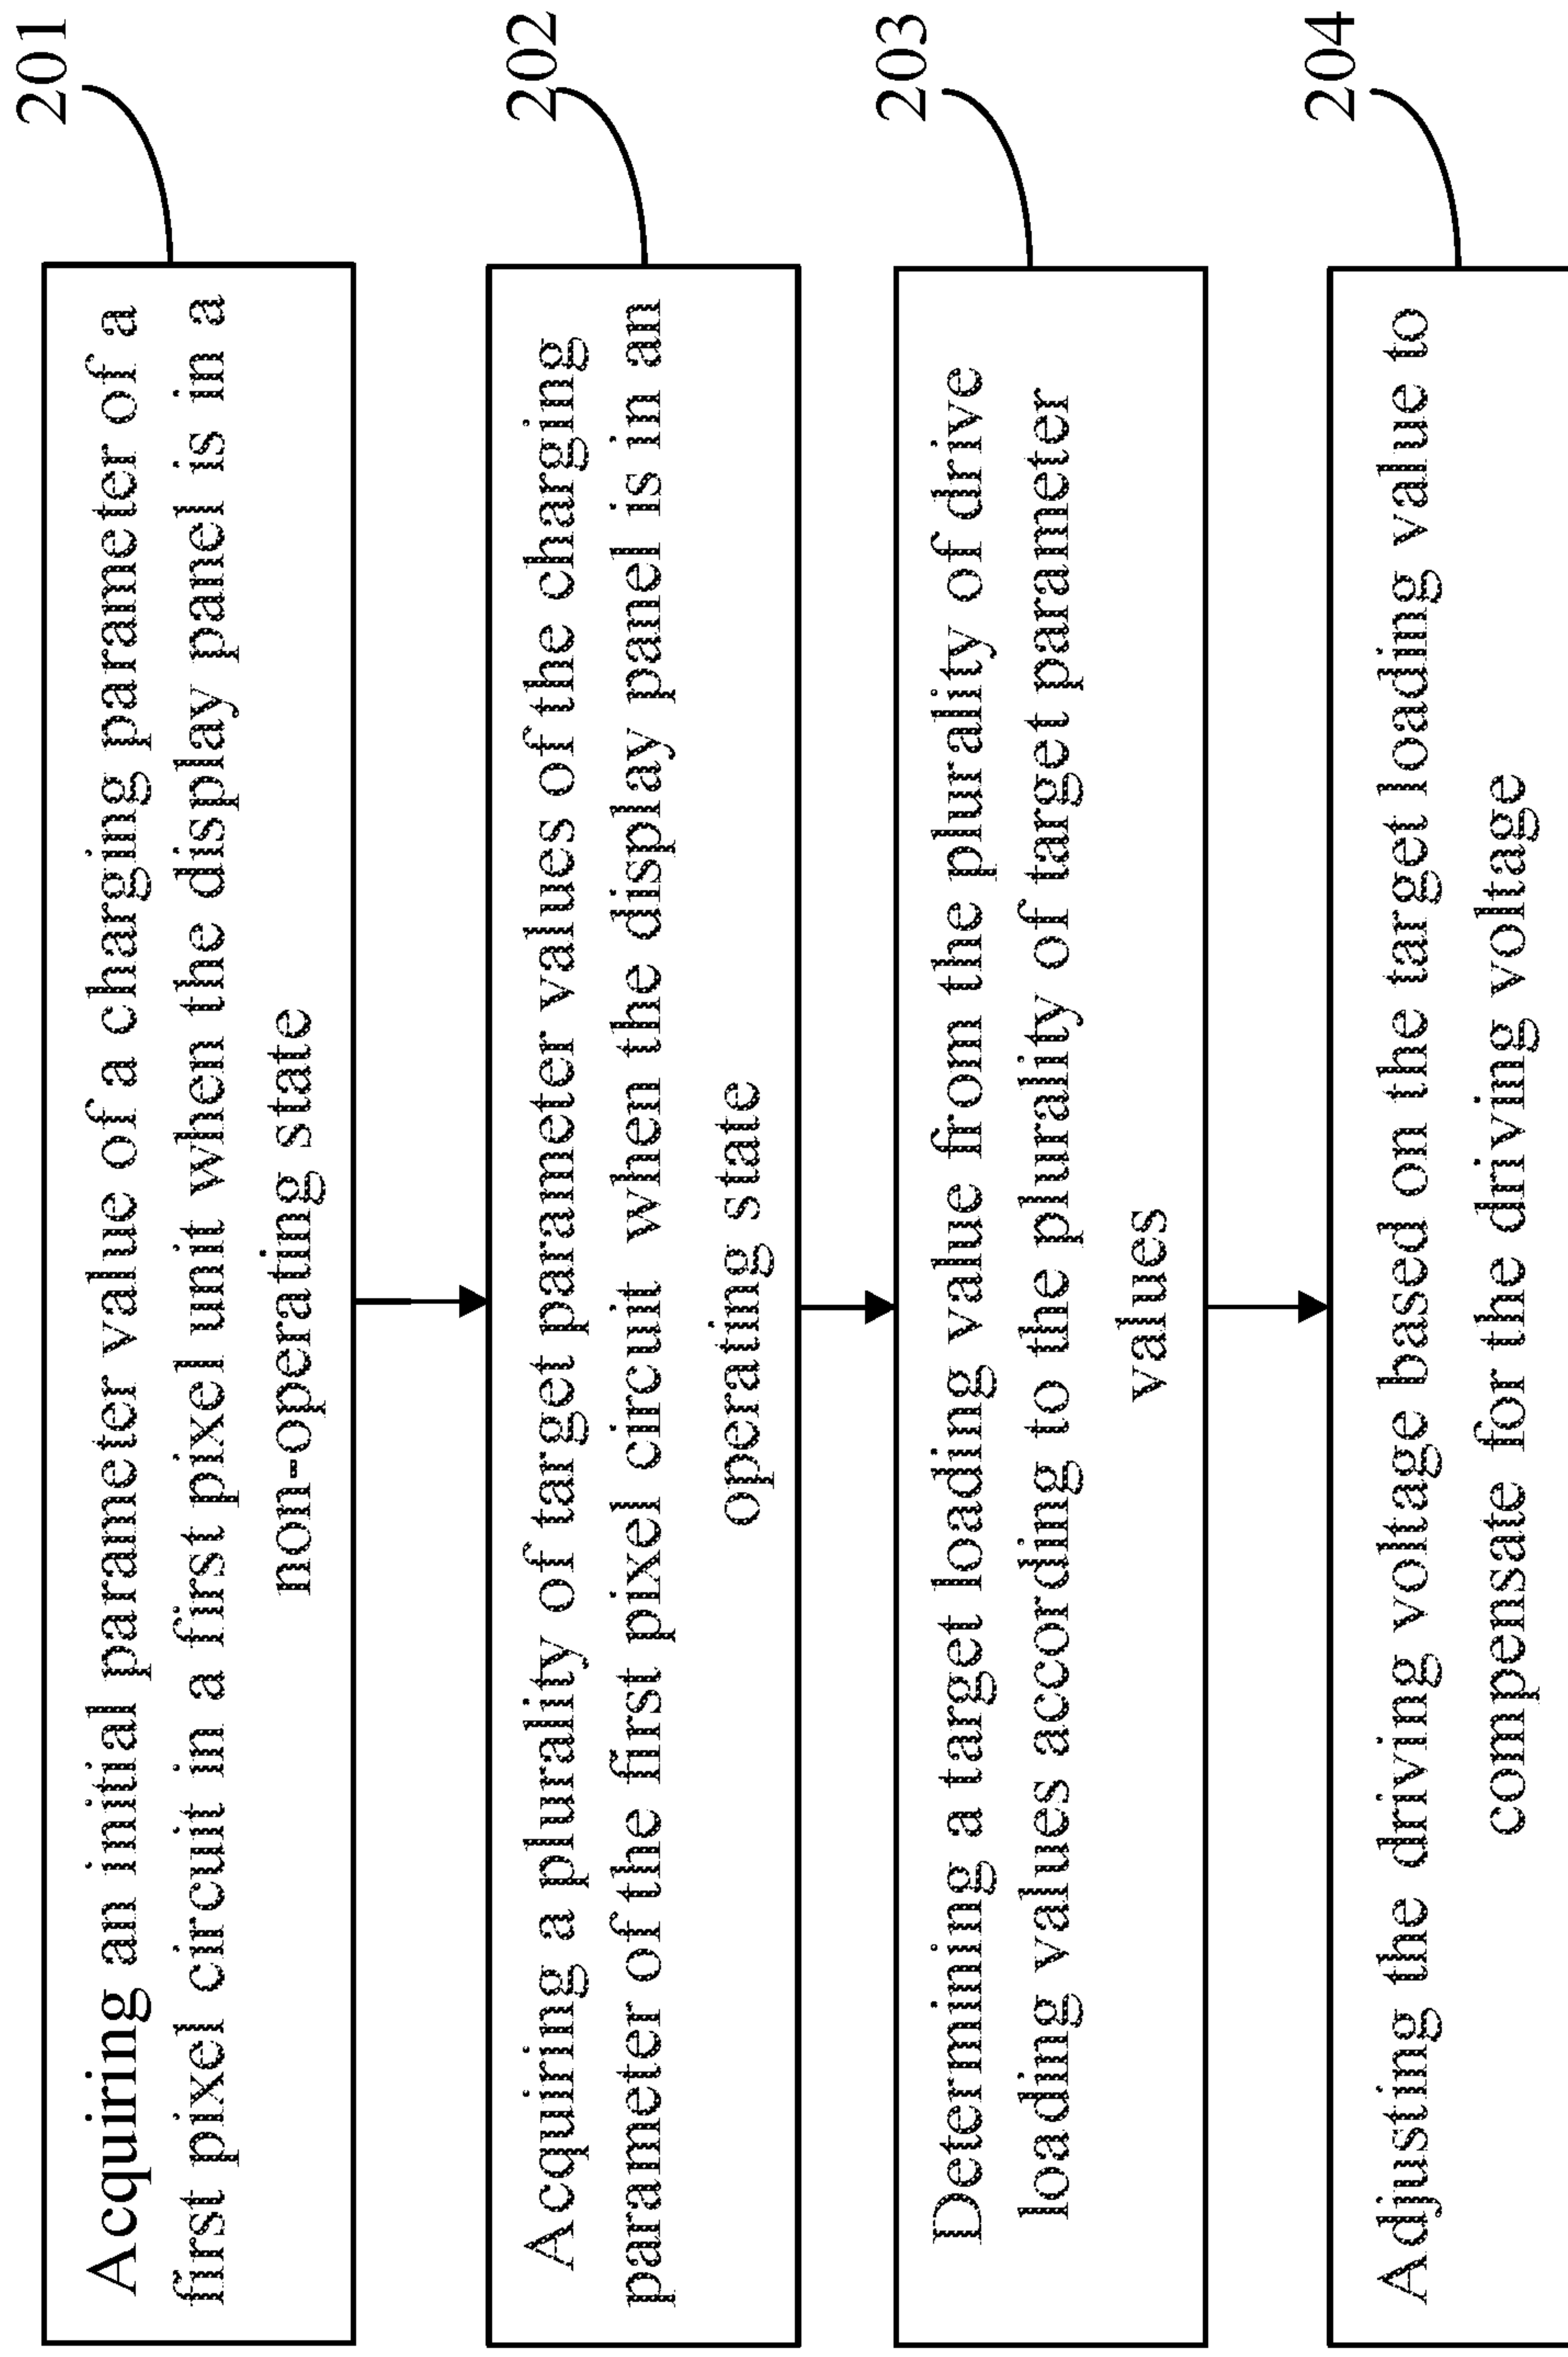 201
Acquiring an initial parameter value of a charging parameter of a
first pixel circuit in a first pixel unit when the display panel is in a
non-operating state
202
Acquiring a plurality of target parameter values of the charging
parameter of the first pixel circuit when the display panel is in an
operating state
203
Determining a target loading value from the plurality of drive
loading values according to the plurality of target parameter
values
204
Adjusting the driving voltage based on the target loading value to
compensate for the driving voltage